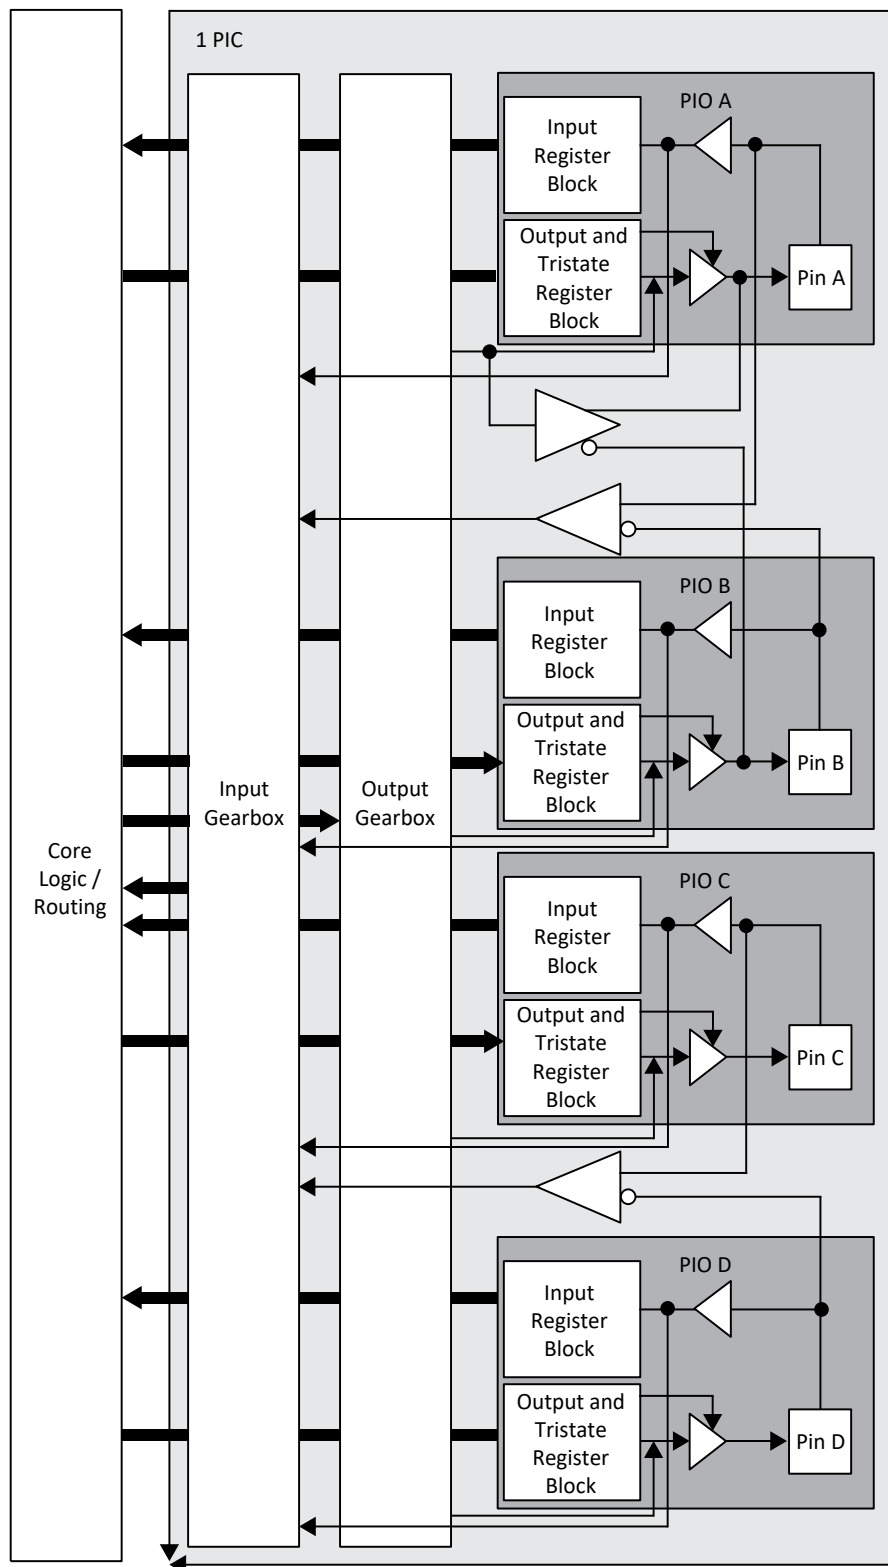 1 PIC
PIO A
Input
Register
Block
Output and
Tristate
Register
Block
Pin A
PIO B
Input
Register
Block
Output and
Tristate
Register
Block
Pin B
Input
Gearbox
Output
Gearbox
Core
Logic /
Routing
PIO C
Input
Register
Block
Output and
Tristate
Register
Block
Pin C
PIO D
Input
Register
Block
Output and
Tristate
Register
Block
Pin D